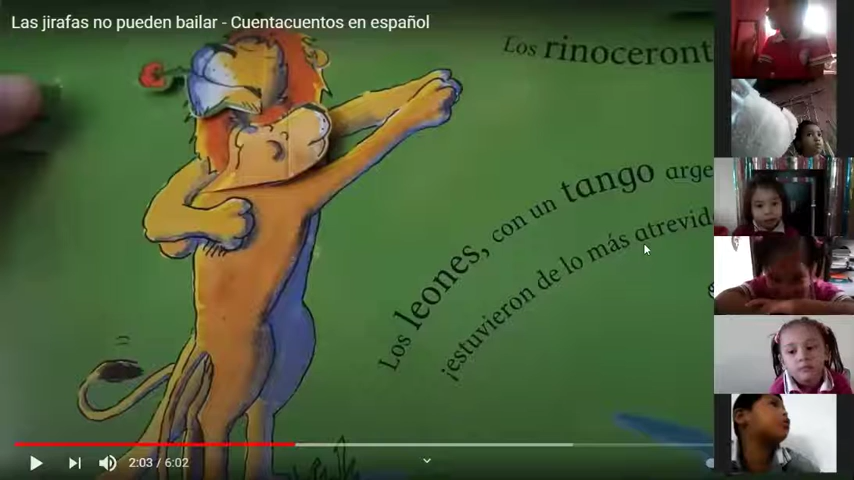 Las jirafas no pueden bailar - Cuentacuentos en español
Los rinoceront
Los leones, con un tango arge
¡estuvieron de lo más atrevid
2:03 / 6:02